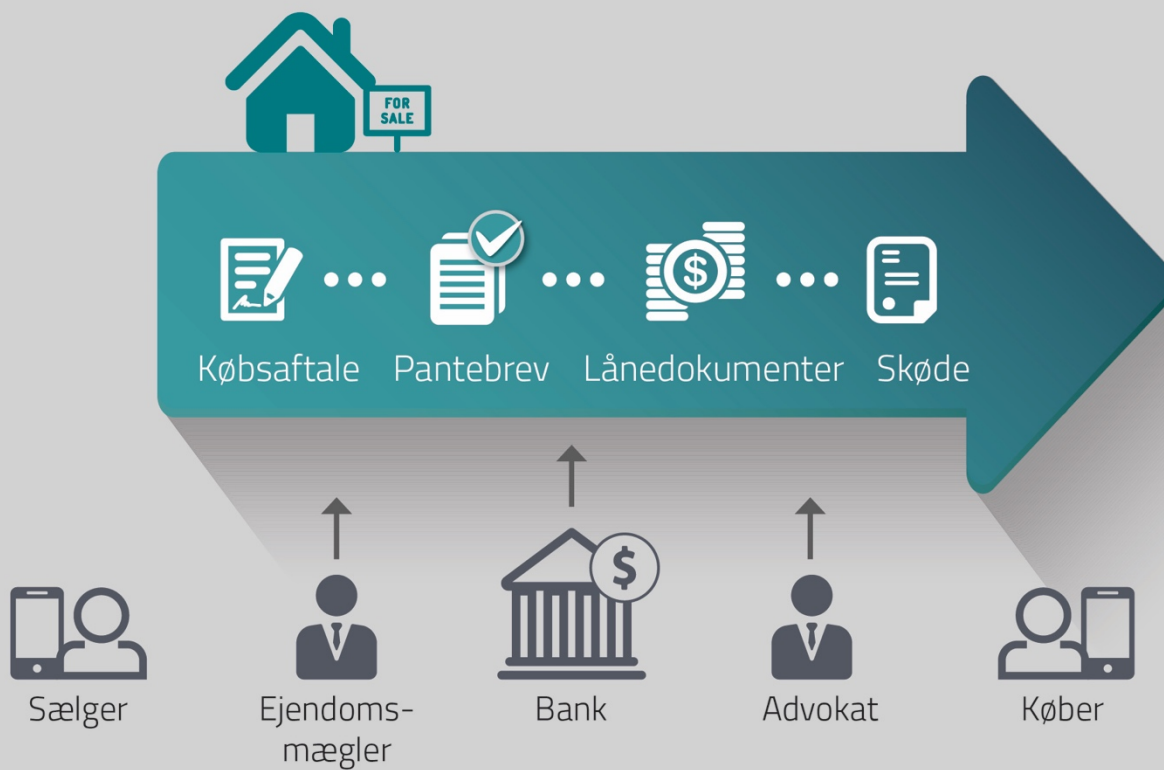 FOR
SALE
Købsaftale
Pantebrev
Lånedokumenter
Skøde
Sælger
Ejendoms-
mægler
Bank
Advokat
Køber